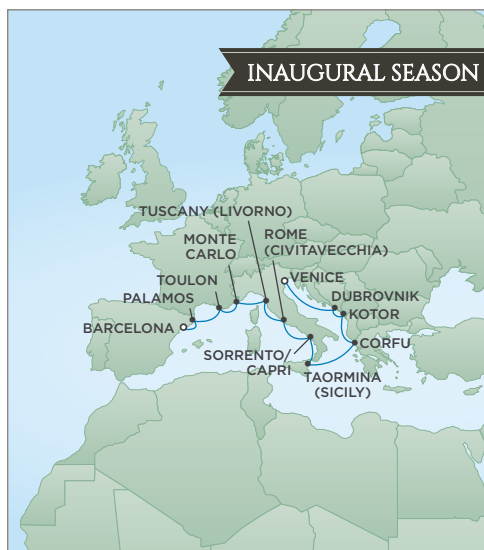 INAUGURAL SEASON
TUSCANY (LIVORNO)
MONTE
CARLO
ROME
(CIVITAVECCHIA)
TOULON
VENICE
PALAMOS
DUBROVNIK
BARCELONA
KOTOR
CORFU
SORRENTO/
CAPRI
TAORMINA
(SICILY)